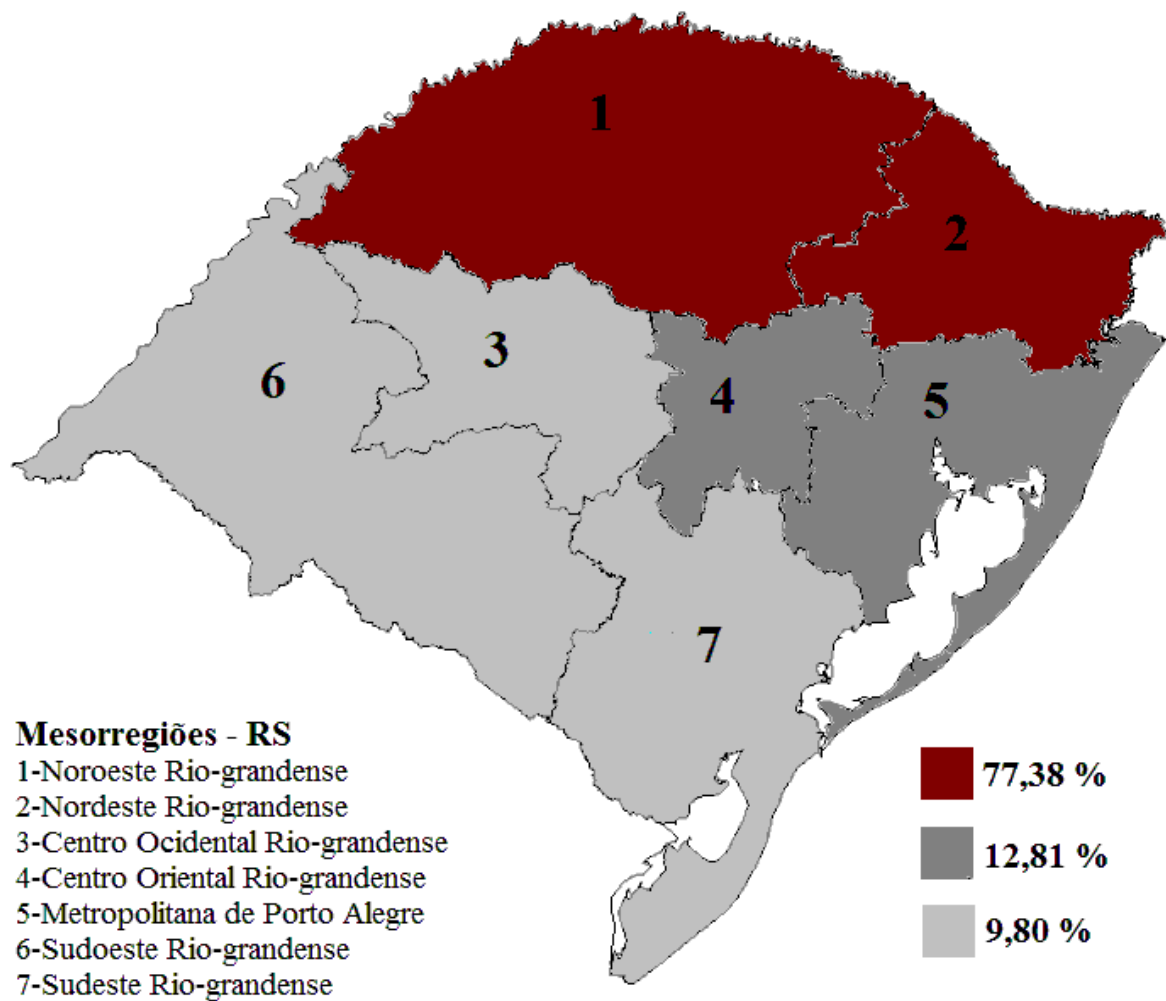 1
2
3
4
5
6
7
Mesorregiões - RS
1-Noroeste Rio-grandense
2-Nordeste Rio-grandense
3-Centro Ocidental Rio-grandense
4-Centro Oriental Rio-grandense
5-Metropolitana de Porto Alegre
6-Sudoeste Rio-grandense
7-Sudeste Rio-grandense
77,38 %
12,81 %
9,80 %